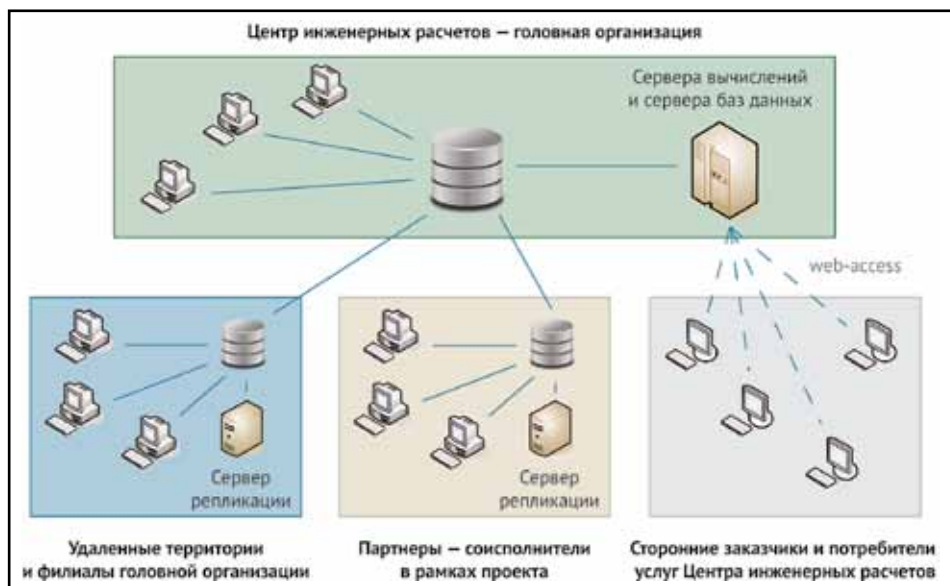 Центр инженерных расчетов — головная организация
Сервера вычислений
и сервера баз данных
web-access
Сервер
репликации
Сервер
репликации
Удаленные территории
и филиалы головной организации
Партнеры — соисполнители
в рамках проекта
Сторонние заказчики и потребители
услуг Центра инженерных расчетов